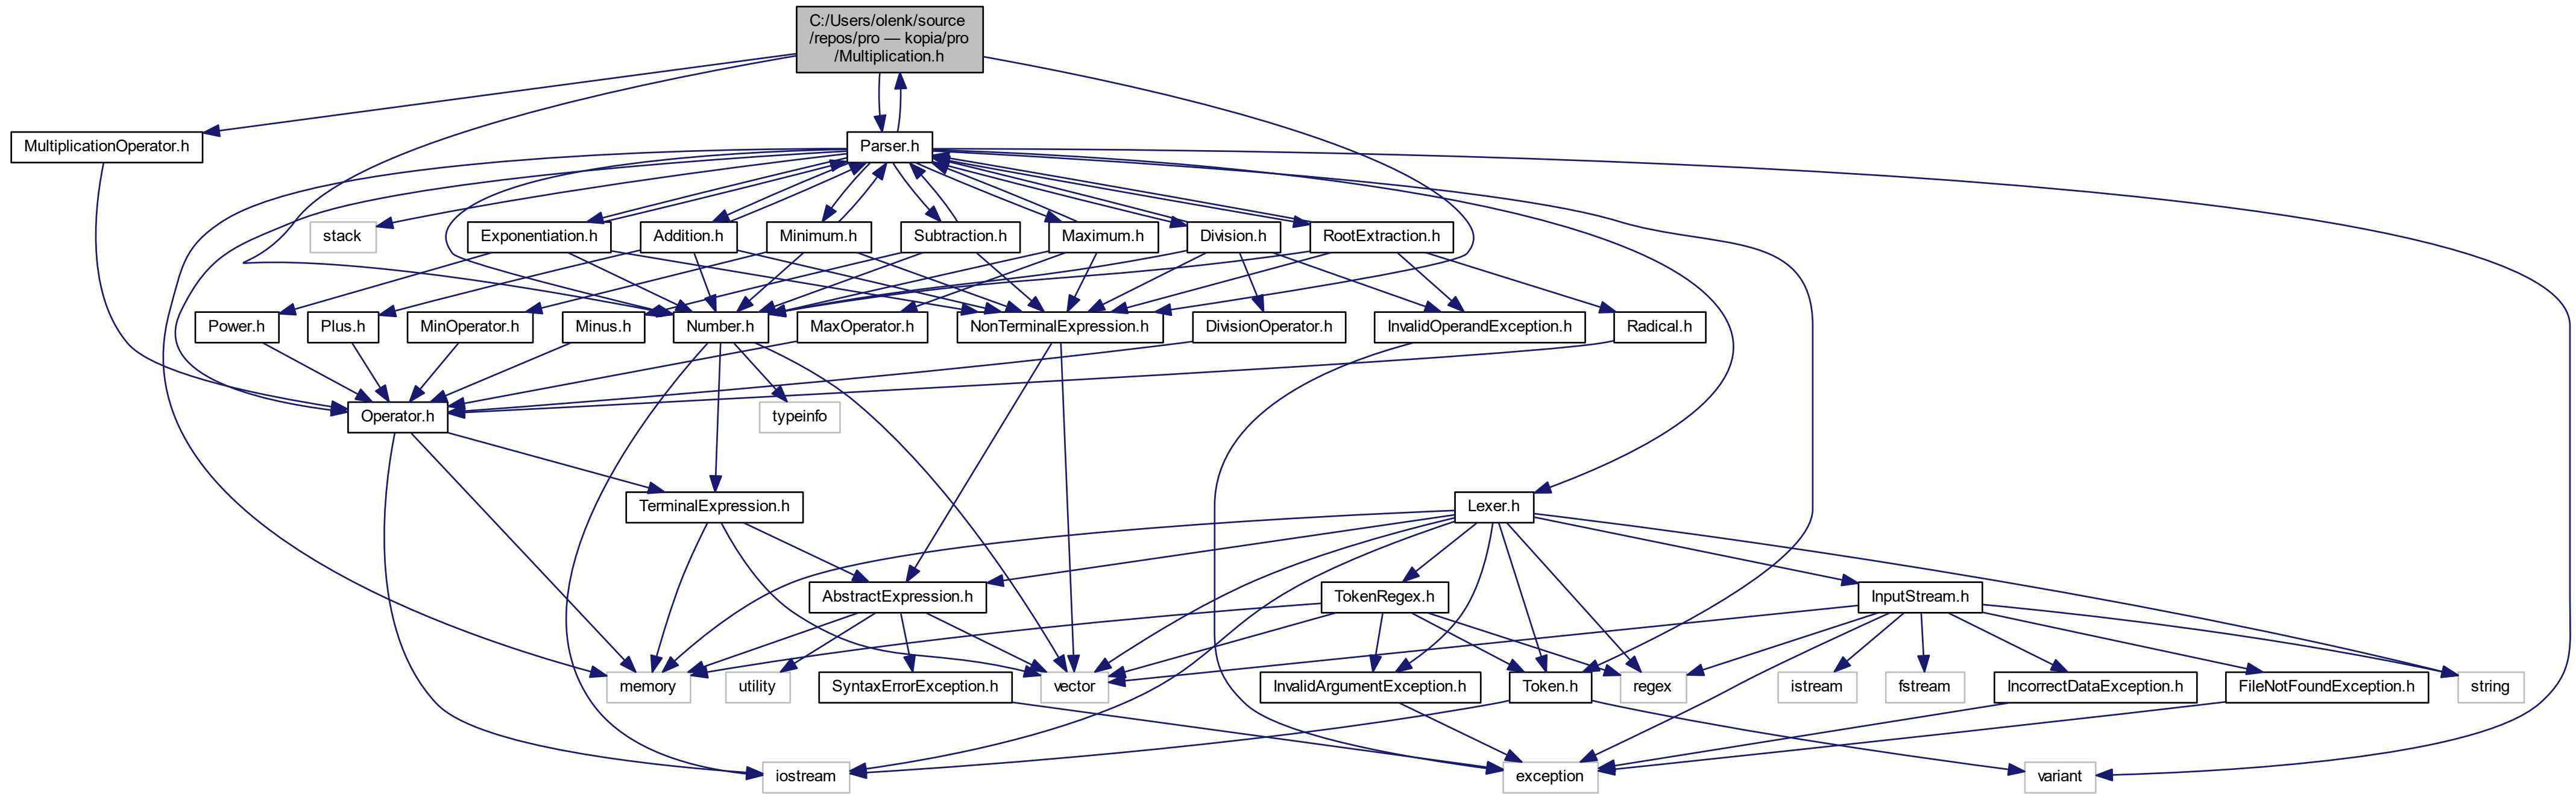 C:/Users/olenk/source
/repos/pro — kopia/pro
/Multiplication.h
MultiplicationOperator.h
Parser.h
stack
Exponentiation.h
Addition.h
Minimum.h
Subtraction.h
Maximum.h
Division.h
RootExtraction.h
Power.h
Plus.h
MinOperator.h
Minus.h
Number.h
MaxOperator.h
NonTerminalExpression.h
DivisionOperator.h
InvalidOperandException.h
Radical.h
Operator.h
typeinfo
TerminalExpression.h
Lexer.h
AbstractExpression.h
TokenRegex.h
InputStream.h
memory
utility
SyntaxErrorException.h
vector
InvalidArgumentException.h
Token.h
regex
istream
fstream
IncorrectDataException.h
FileNotFoundException.h
string
iostream
exception
variant